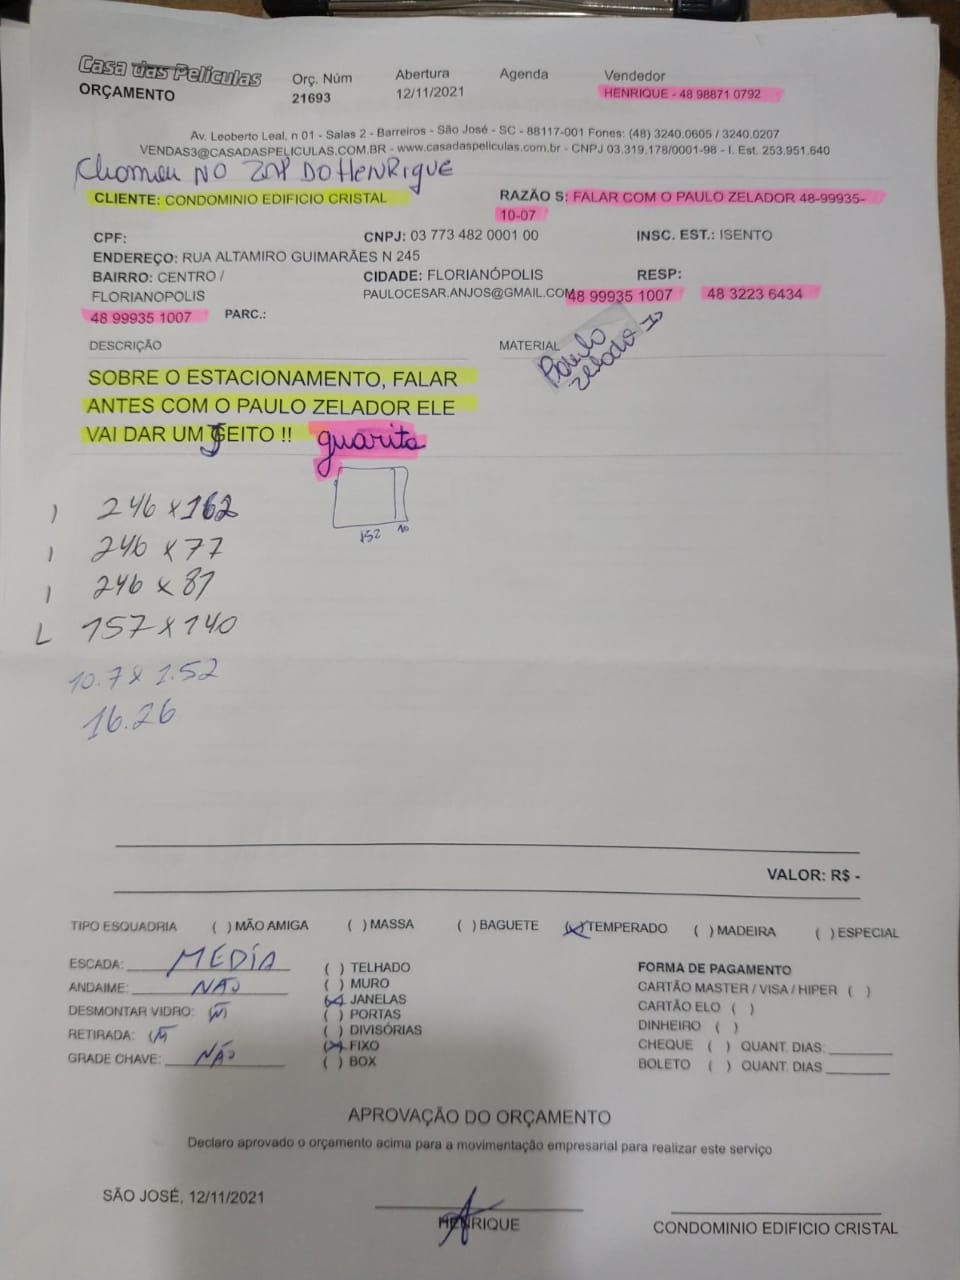 Casa das Películas
ORÇAMENTO
Orç. Núm
21693
Abertura
12/11/2021
Agenda
Vendedor
HENRIQUE - 48 98871 0792
Av. Leoberto Leal, n 01 - Salas 2 - Barreiros - São José - SC - 88117-001 Fones: (48) 3240.0605 / 3240.0207
VENDAS3@CASADASPELICULAS.COM.BR - www.casadaspeliculas.com.br - CNPJ 03.319.178/0001-98 - I. Est. 253.951.640
Chomou NO ZAP DO HENRIQUE
CLIENTE: CONDOMINIO EDIFICIO CRISTAL
RAZÃO S: FALAR COM O PAULO ZELADOR 48-99935-
10-07
CPF:
CNPJ: 03 773 482 0001 00
INSC. EST.: ISENTO
ENDEREÇO: RUA ALTAMIRO GUIMARÃES N 245
BAIRRO: CENTRO /
FLORIANOPOLIS
CIDADE: FLORIANÓPOLIS
RESP:
PAULOCESAR.ANJOS@GMAIL.COM
48 99935 1007
48 3223 6434
48 99935 1007
PARC.:
DESCRIÇÃO
MATERIAL
Paulo
zelador
SOBRE O ESTACIONAMENTO, FALAR
ANTES COM O PAULO ZELADOR ELE
VAI DAR UM JEITO !!
guarita
152 10
1 246 x 162
1 246 x 77
1 246 x 81
L 157 x 140
10.7 x 1.52
16.26
VALOR: R$ -
TIPO ESQUADRIA ( ) MÃO AMIGA ( ) MASSA ( ) BAGUETE (X) TEMPERADO ( ) MADEIRA ( ) ESPECIAL
ESCADA: MEDIA
ANDAIME: NÃO
DESMONTAR VIDRO: (N)
RETIRADA: (N)
GRADE CHAVE: NÃO
( ) TELHADO
( ) MURO
(X) JANELAS
( ) PORTAS
( ) DIVISÓRIAS
(X) FIXO
( ) BOX
FORMA DE PAGAMENTO
CARTÃO MASTER / VISA / HIPER ( )
CARTÃO ELO ( )
DINHEIRO ( )
CHEQUE ( ) QUANT. DIAS:
BOLETO ( ) QUANT. DIAS
APROVAÇÃO DO ORÇAMENTO
Declaro aprovado o orçamento acima para a movimentação empresarial para realizar este serviço
SÃO JOSÉ, 12/11/2021
HENRIQUE
CONDOMINIO EDIFICIO CRISTAL